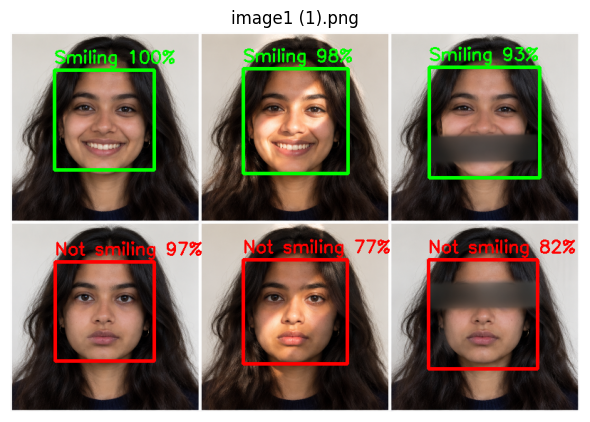 image1 (1).png
Smiling 100%
Smiling 98%
Smiling 93%
Not smiling 97%
Not smiling 77%
Not smiling 82%